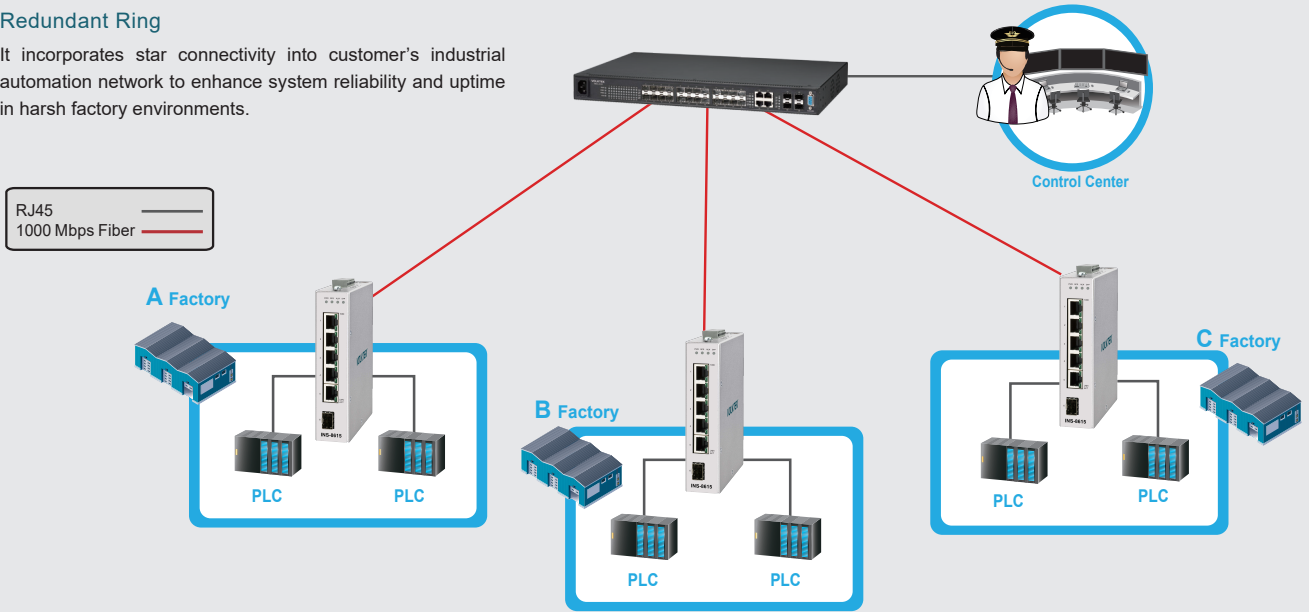 Redundant Ring
It incorporates star connectivity into customer’s industrial
automation network to enhance system reliability and uptime
in harsh factory environments.
Control Center
RJ45
1000 Mbps Fiber
A Factory
C Factory
B Factory
INS-8615
INS-8615
INS-8615
PLC
PLC
PLC
PLC
PLC
PLC